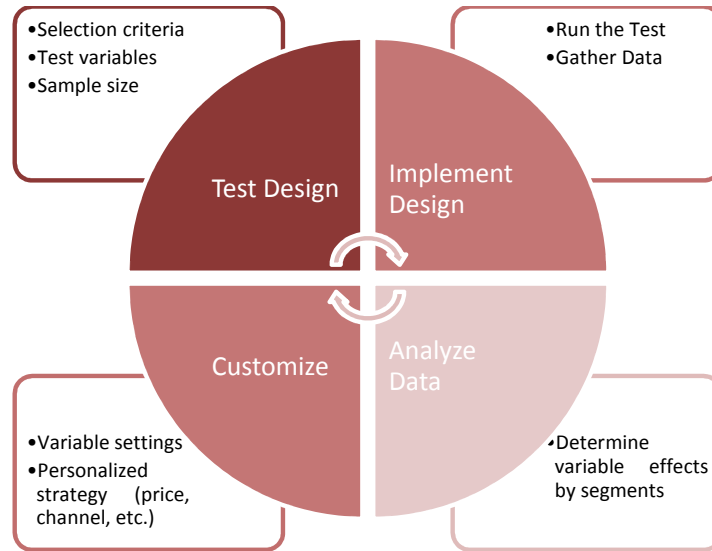 •Selection criteria
•Test variables
•Sample size
•Run the Test
•Gather Data
Test Design
Implement
Design
Customize
Analyze
Data
•Variable settings
•Personalized
strategy (price,
channel, etc.)
•Determine
variable effects
by segments